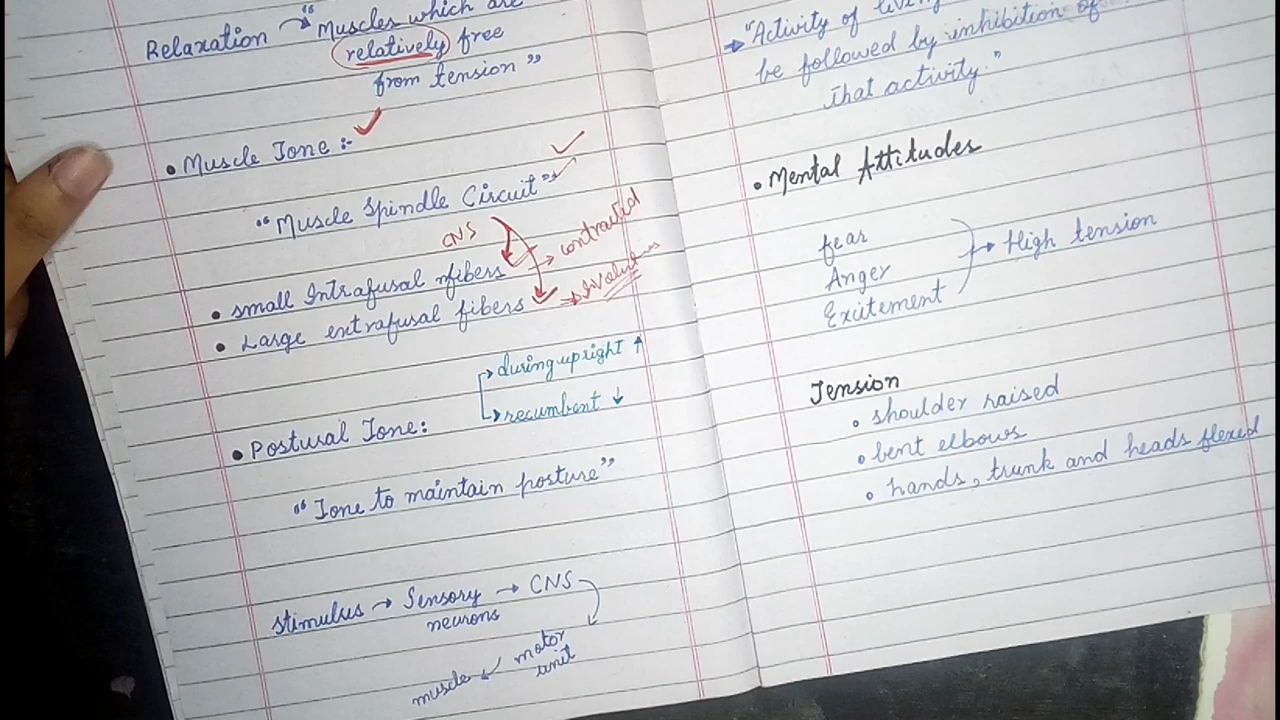 Relaxation → "Muscles which are
relatively free
from tension"
• Muscle Tone :-
"Muscle Spindle Circuit"
CNS
contracted
• small Intrafusal nfibers
• Large extrafusal fibers
→ during upright ↑
→ recumbent ↓
• Postural Tone:
"Tone to maintain posture"
stimulus → Sensory → CNS
neurons
motor
unit
muscle
→ "Activity of
be followed by inhibition of
that activity."
• Mental Attitudes
fear
Anger → High tension
Excitement
Tension
• shoulder raised
• bent elbows
• hands, trunk and heads flexed